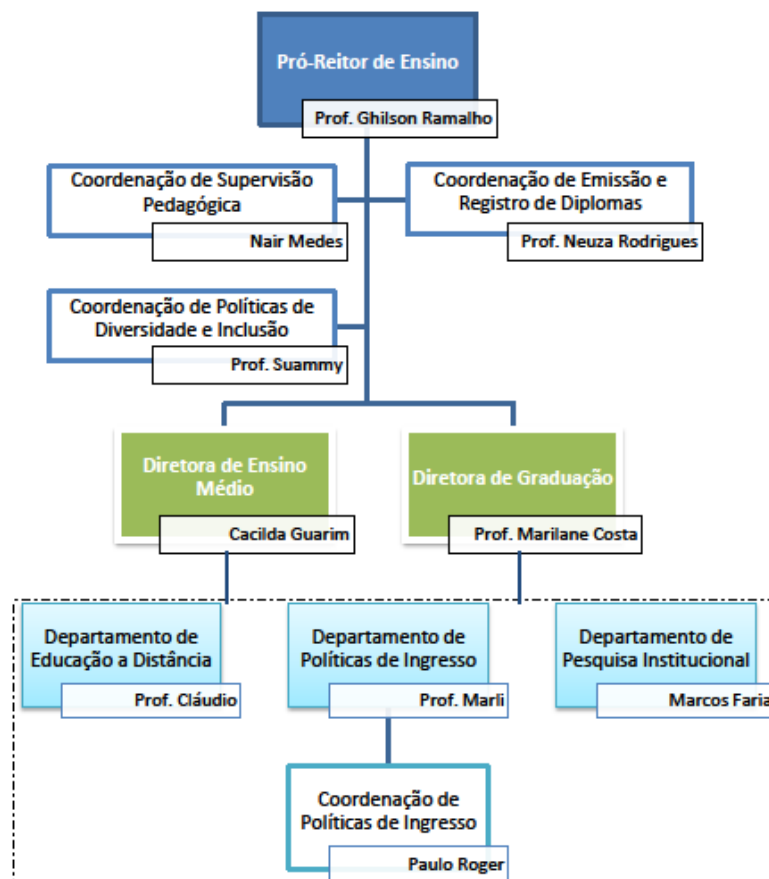 Pró-Reitor de Ensino
Prof. Ghilson Ramalho
Coordenação de Supervisão
Pedagógica
Nair Medes
Coordenação de Emissão e
Registro de Diplomas
Prof. Neuza Rodrigues
Coordenação de Políticas de
Diversidade e Inclusão
Prof. Suammy
Diretora de Ensino
Médio
Cacilda Guarim
Diretora de Graduação
Prof. Marilane Costa
Departamento de
Educação a Distância
Prof. Cláudio
Departamento de
Políticas de Ingresso
Prof. Marli
Departamento de
Pesquisa Institucional
Marcos Faria
Coordenação de
Políticas de Ingresso
Paulo Roger